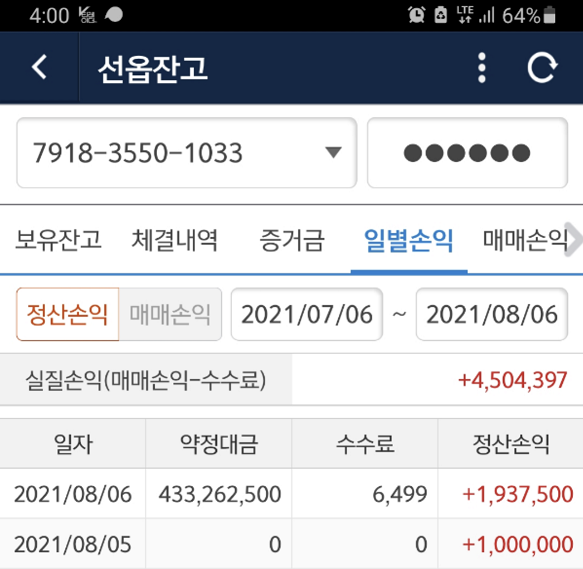 4:00 LTE 64%
선옵잔고
7918-3550-1033 ●●●●●●
보유잔고 체결내역 증거금 일별손익 매매손익
정산손익 매매손익 2021/07/06 ~ 2021/08/06
실질손익(매매손익-수수료) +4,504,397
일자 약정대금 수수료 정산손익
2021/08/06 433,262,500 6,499 +1,937,500
2021/08/05 0 0 +1,000,000